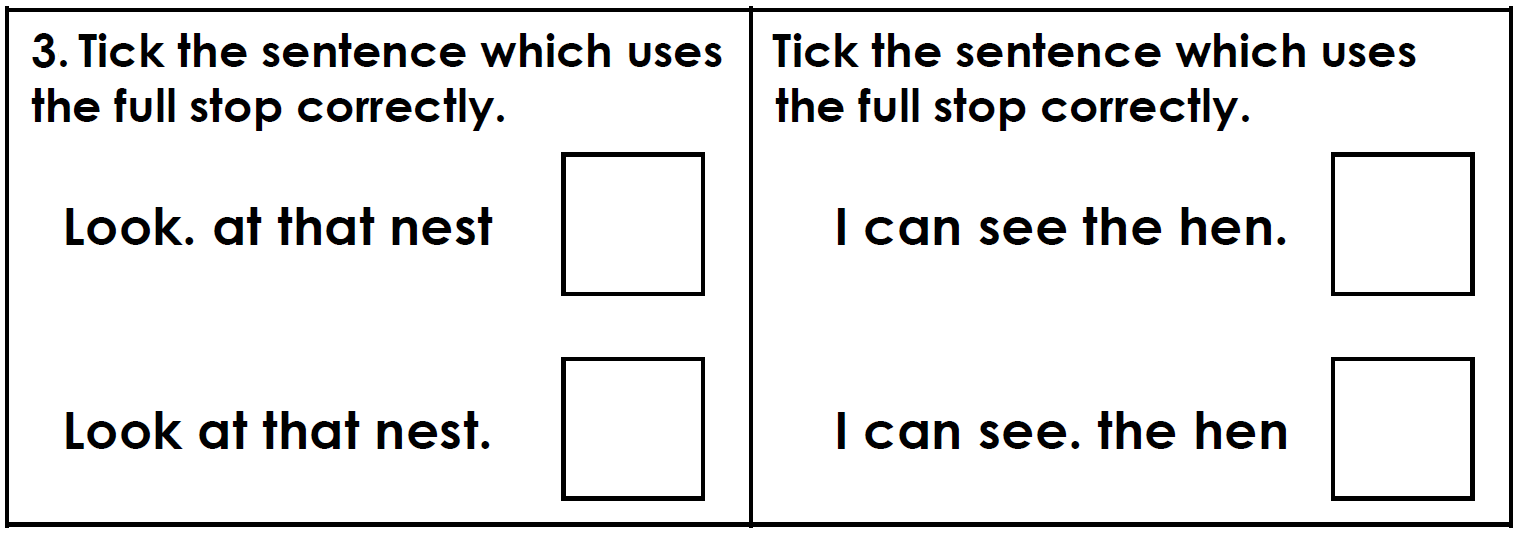 3. Tick the sentence which uses
the full stop correctly.
Look. at that nest
Look at that nest.
Tick the sentence which uses
the full stop correctly.
I can see the hen.
I can see. the hen